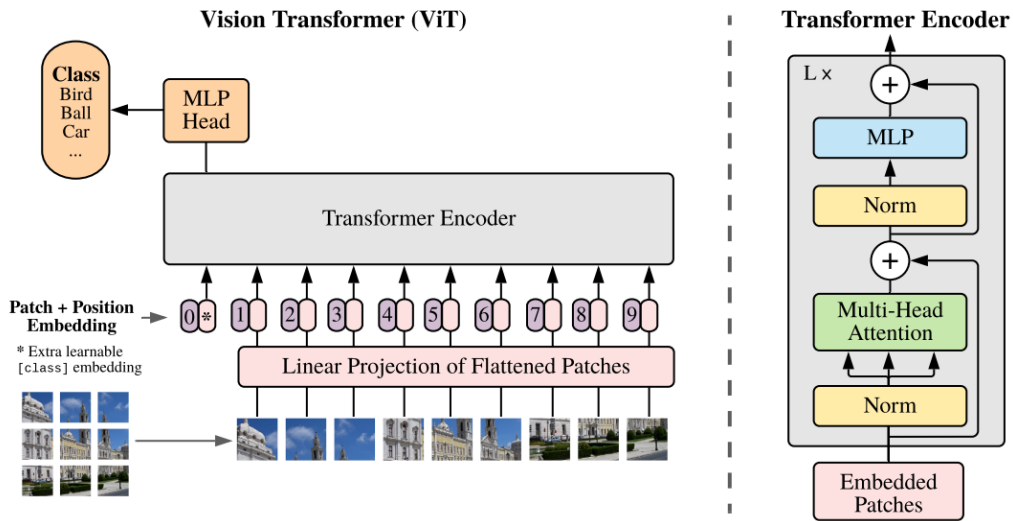 Vision Transformer (ViT)
Class
Bird
Ball
Car
...
MLP
Head
Transformer Encoder
Patch + Position
Embedding
* Extra learnable
[class] embedding
0 * 1 2 3 4 5 6 7 8 9
Linear Projection of Flattened Patches
Transformer Encoder
L ×
+
MLP
Norm
+
Multi-Head
Attention
Norm
Embedded
Patches